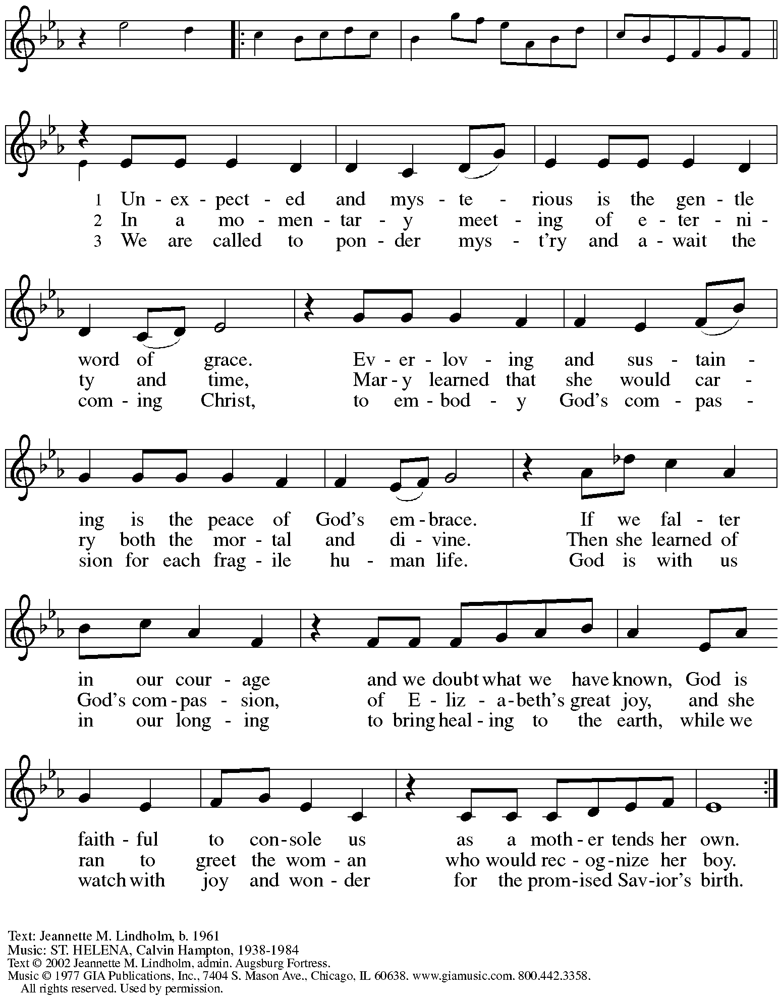 1 Un - ex - pect - ed and mys - te - rious is the gen - tle
2 In a mo - men - tar - y meet - ing of e - ter - ni -
3 We are called to pon - der mys - t'ry and a - wait the
word of grace. Ev - er - lov - ing and sus - tain -
ty and time, Mar - y learned that she would car -
com - ing Christ, to em - bod - y God's com - pas -
ing is the peace of God's em - brace. If we fal - ter
ry both the mor - tal and di - vine. Then she learned of
sion for each frag - ile hu - man life. God is with us
in our cour - age and we doubt what we have known, God is
God's com - pas - sion, of E - liz - a - beth's great joy, and she
in our long - ing to bring heal - ing to the earth, while we
faith - ful to con - sole us as a moth - er tends her own.
ran to greet the wom - an who would rec - og - nize her boy.
watch with joy and won - der for the prom - ised Sav - ior's birth.
Text: Jeannette M. Lindholm, b. 1961
Music: ST. HELENA, Calvin Hampton, 1938-1984
Text © 2002 Jeannette M. Lindholm, admin. Augsburg Fortress.
Music © 1977 GIA Publications, Inc., 7404 S. Mason Ave., Chicago, IL 60638. www.giamusic.com. 800.442.3358.
All rights reserved. Used by permission.